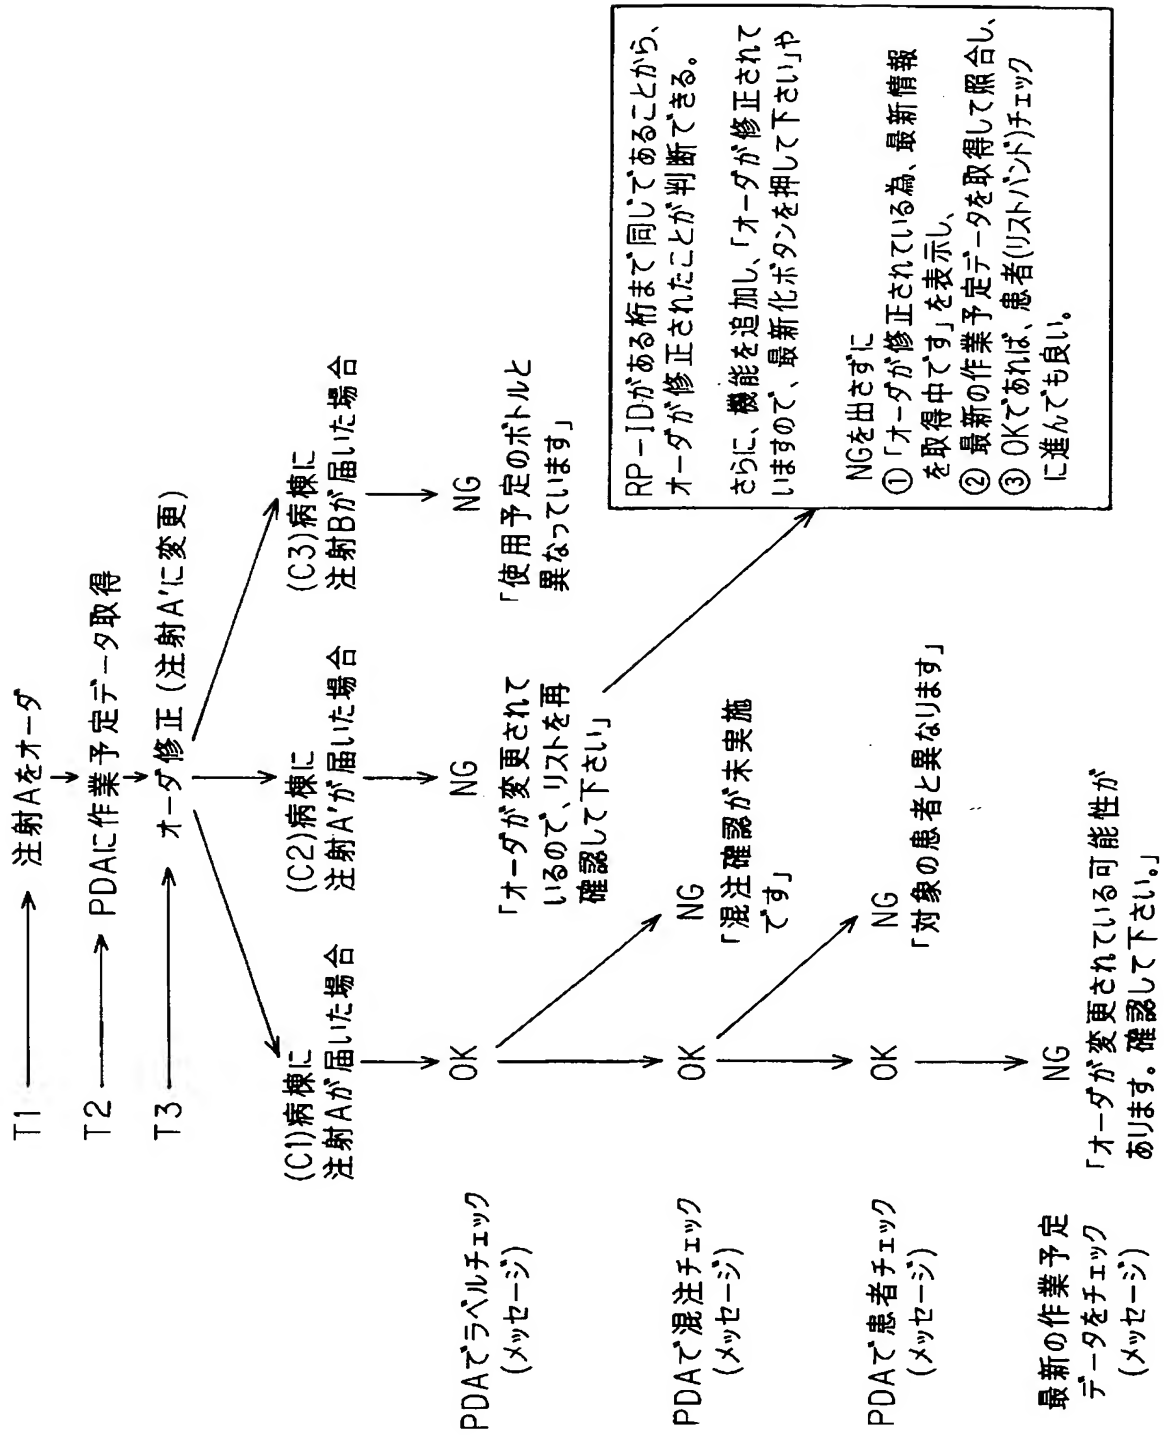 T1 → 注射Aをオーダ
T2 → PDAに作業予定データ取得
T3 → オーダ修正（注射A'に変更）
(C1)病棟に
注射Aが届いた場合
(C2)病棟に
注射A'が届いた場合
(C3)病棟に
注射Bが届いた場合
PDAでラベルチェック
(メッセージ)
OK
NG
「オーダが変更されて
いるので、リストを再
確認して下さい」
NG
「使用予定のボトルと
異なっています」
PDAで混注チェック
(メッセージ)
OK
NG
「混注確認が未実施
です」
PDAで患者チェック
(メッセージ)
OK
NG
「対象の患者と異なります」
最新の作業予定
データをチェック
(メッセージ)
NG
「オーダが変更されている可能性が
あります。確認して下さい。」
RP-IDがある桁まで同じであることから、
オーダが修正されたことが判断できる。
さらに、機能を追加し、「オーダが修正されて
いますので、最新化ボタンを押して下さい」や
NGを出さずに
①「オーダが修正されている為、最新情報
を取得中です」を表示し、
② 最新の作業予定データを取得して照合し、
③ OKであれば、患者(リストバンド)チェック
に進んでも良い。